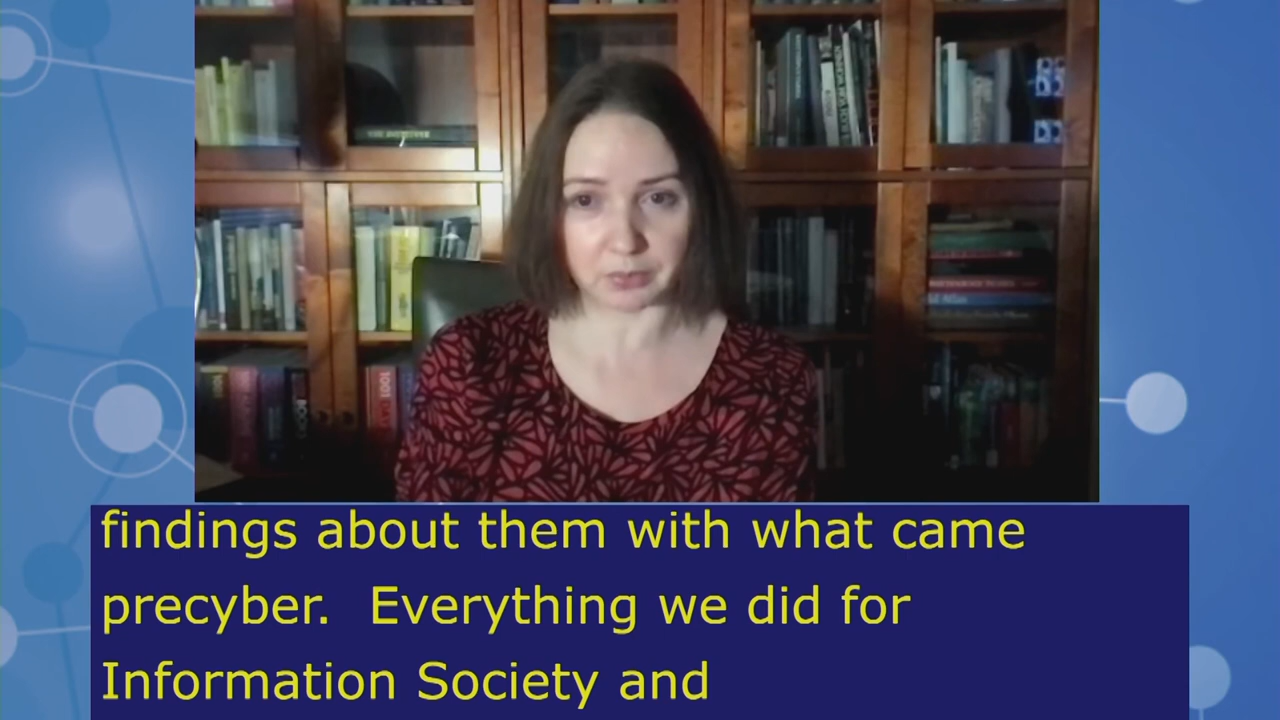 findings about them with what came
precyber.  Everything we did for
Information Society and